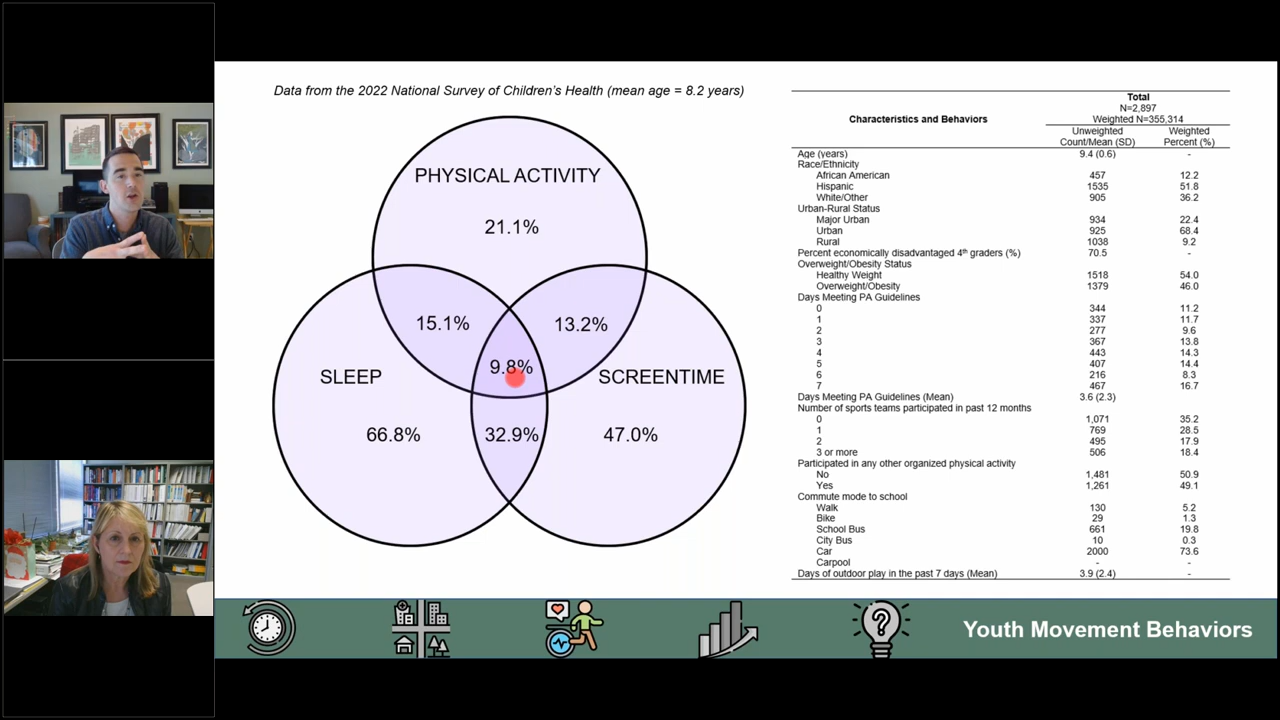 Data from the 2022 National Survey of Children's Health (mean age = 8.2 years)
PHYSICAL ACTIVITY
21.1%
15.1%
13.2%
9.8%
SLEEP
SCREENTIME
66.8%
32.9%
47.0%
Total
N=2,897
Characteristics and Behaviors Weighted N=355,314
Unweighted Weighted
Count/Mean (SD) Percent (%)
Age (years) 9.4 (0.6) -
Race/Ethnicity
African American 457 12.2
Hispanic 1535 51.8
White/Other 905 36.2
Urban-Rural Status
Major Urban 934 22.4
Urban 925 68.4
Rural 1038 9.2
Percent economically disadvantaged 4th graders (%) 70.5 -
Overweight/Obesity Status
Healthy Weight 1518 54.0
Overweight/Obesity 1379 46.0
Days Meeting PA Guidelines
0 344 11.2
1 337 11.7
2 277 9.6
3 367 13.8
4 443 14.3
5 407 14.4
6 216 8.3
7 467 16.7
Days Meeting PA Guidelines (Mean) 3.6 (2.3)
Number of sports teams participated in past 12 months
0 1,071 35.2
1 769 28.5
2 495 17.9
3 or more 506 18.4
Participated in any other organized physical activity
No 1,481 50.9
Yes 1,261 49.1
Commute mode to school
Walk 130 5.2
Bike 29 1.3
School Bus 661 19.8
City Bus 10 0.3
Car 2000 73.6
Carpool - -
Days of outdoor play in the past 7 days (Mean) 3.9 (2.4) -
Youth Movement Behaviors